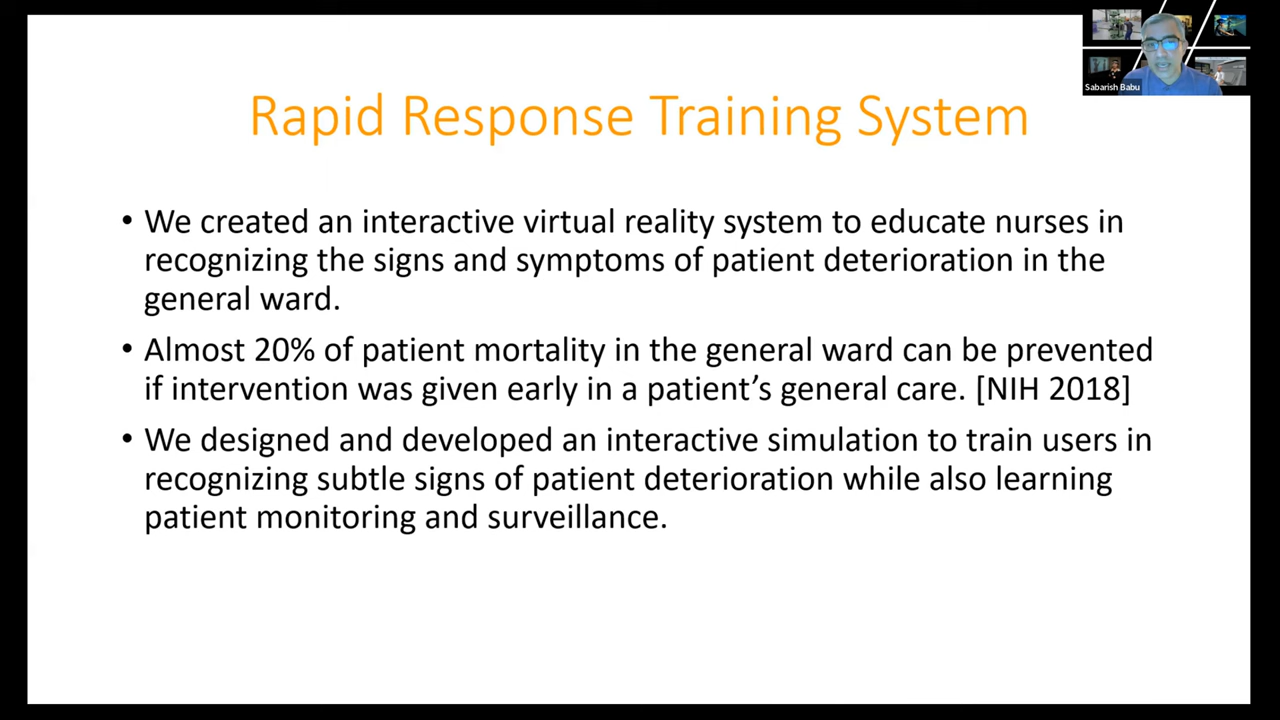 Sabarish Babu
Rapid Response Training System
• We created an interactive virtual reality system to educate nurses in
recognizing the signs and symptoms of patient deterioration in the
general ward.
• Almost 20% of patient mortality in the general ward can be prevented
if intervention was given early in a patient’s general care. [NIH 2018]
• We designed and developed an interactive simulation to train users in
recognizing subtle signs of patient deterioration while also learning
patient monitoring and surveillance.